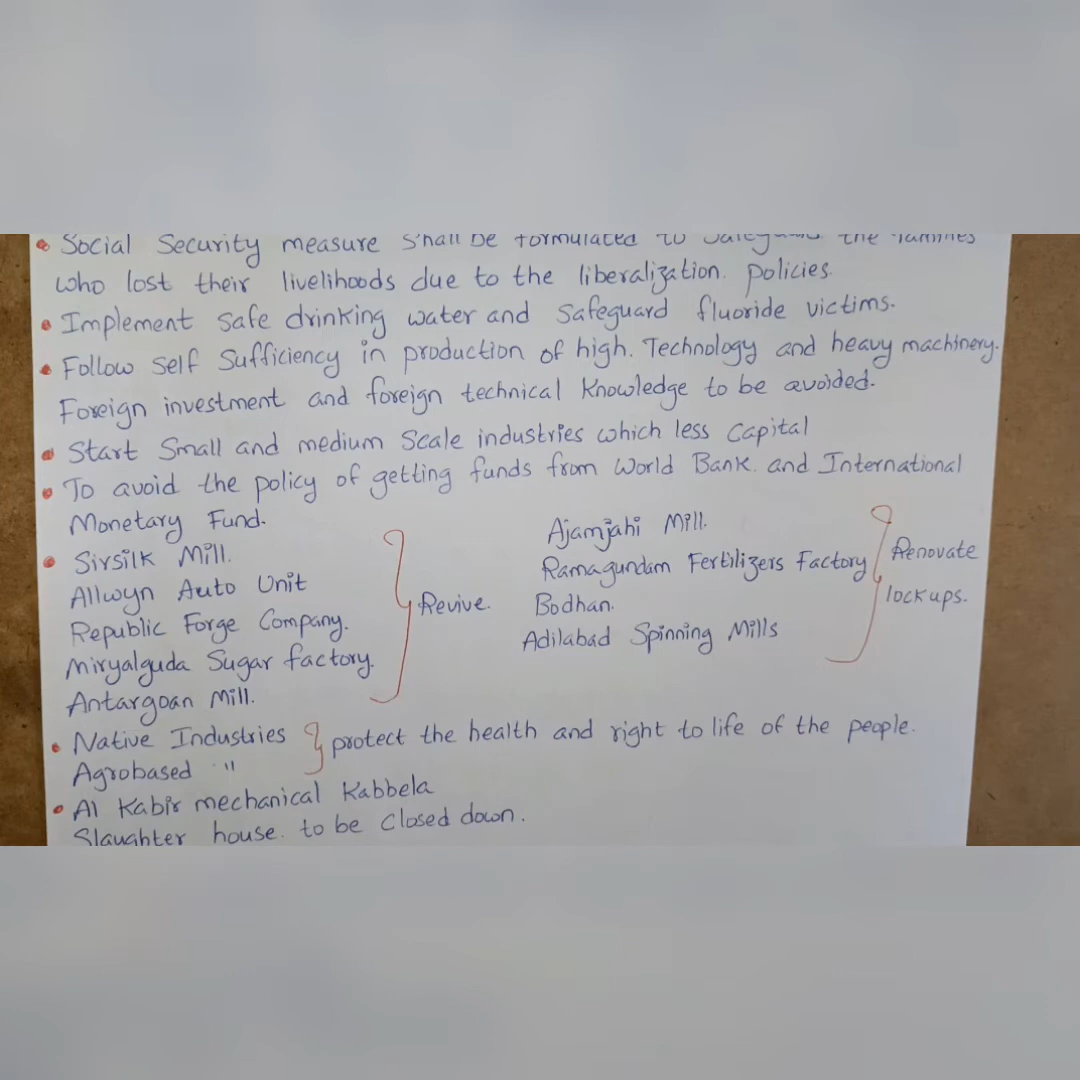 • Social Security measure shall be formulated to safeguard the families
who lost their livelihoods due to the liberalization. policies.
• Implement safe drinking water and safeguard fluoride victims.
• Follow self sufficiency in production of high. Technology and heavy machinery.
Foreign investment and foreign technical knowledge to be avoided.
• Start small and medium scale industries which less capital
• To avoid the policy of getting funds from World Bank. and International
Monetary Fund.
• Sirsilk Mill.
Allwyn Auto Unit
Republic Forge Company.
Miryalguda Sugar factory.
Antargoan Mill.
Revive.
Ajamjahi Mill.
Ramagundam Fertilizers Factory
Bodhan.
Adilabad Spinning Mills
Renovate
lockups.
• Native Industries
Agrobased "
protect the health and right to life of the people.
• Al Kabir mechanical Kabbela
Slaughter house. to be closed down.